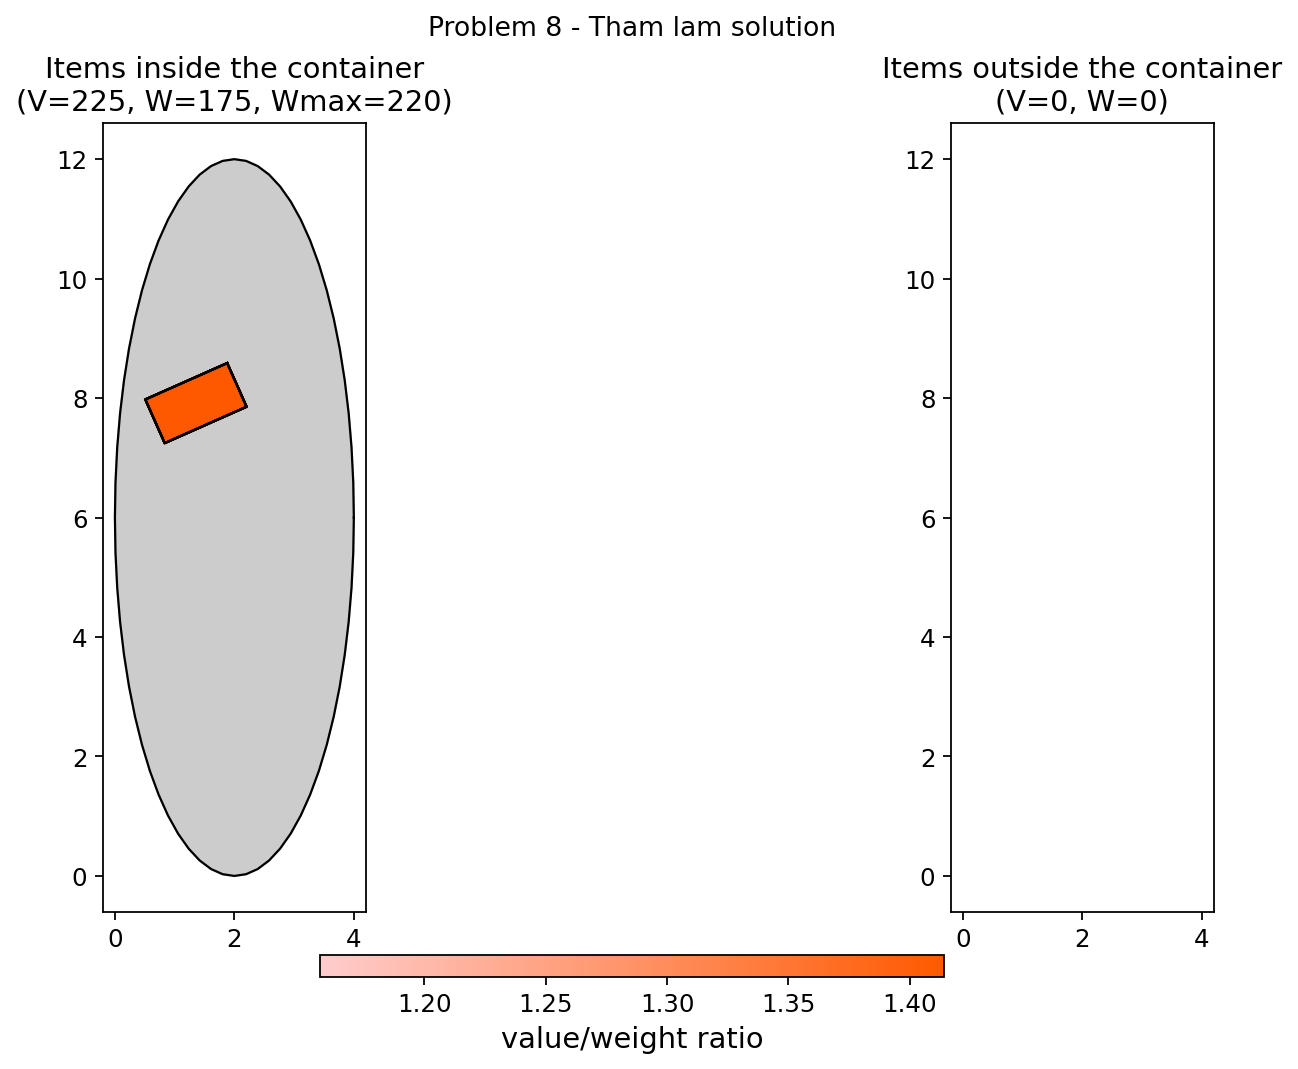 Problem 8 - Tham lam solution
Items inside the container
(V=225, W=175, Wmax=220)
12
10
8
6
4
2
0
0 2 4
Items outside the container
(V=0, W=0)
12
10
8
6
4
2
0
0 2 4
1.20 1.25 1.30 1.35 1.40
value/weight ratio